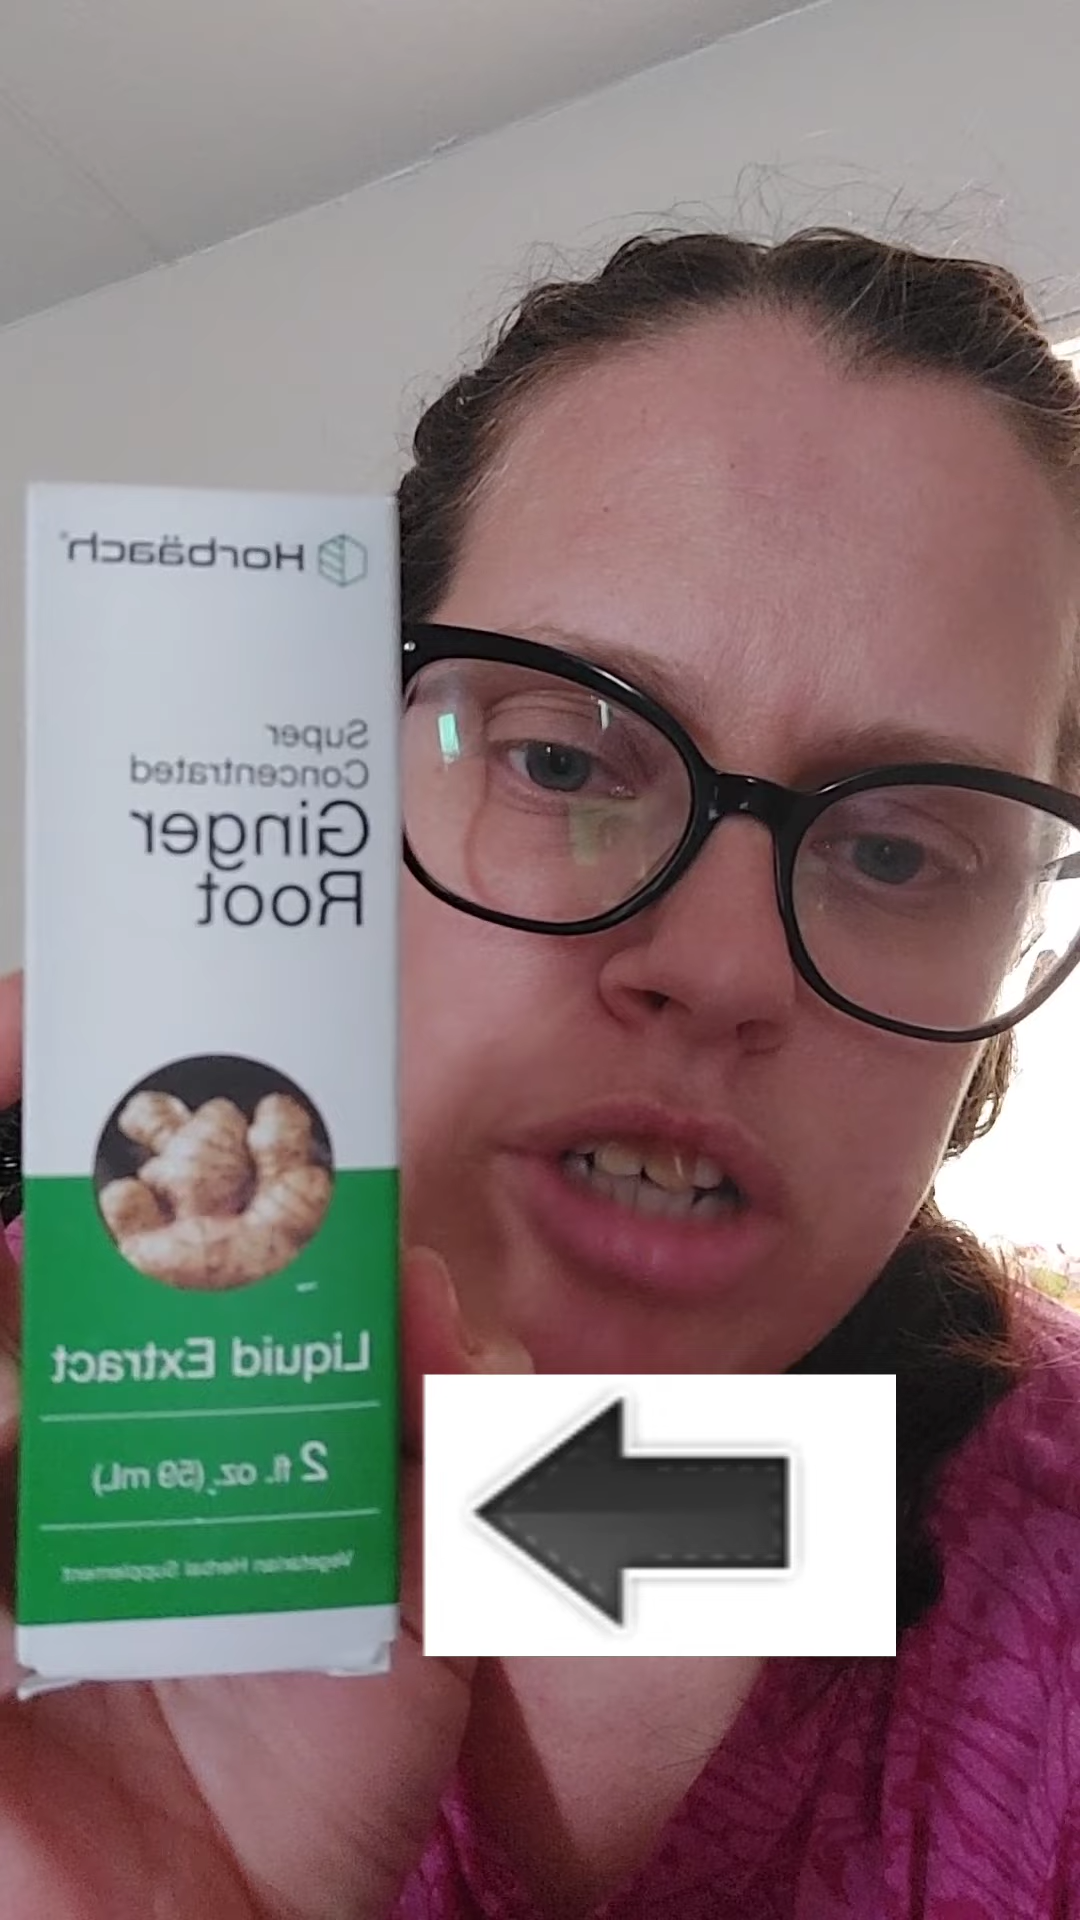 Horbäach®
Super
Concentrated
Ginger
Root
Liquid Extract
2 fl. oz. (59 mL)
Vegetarian Herbal Supplement